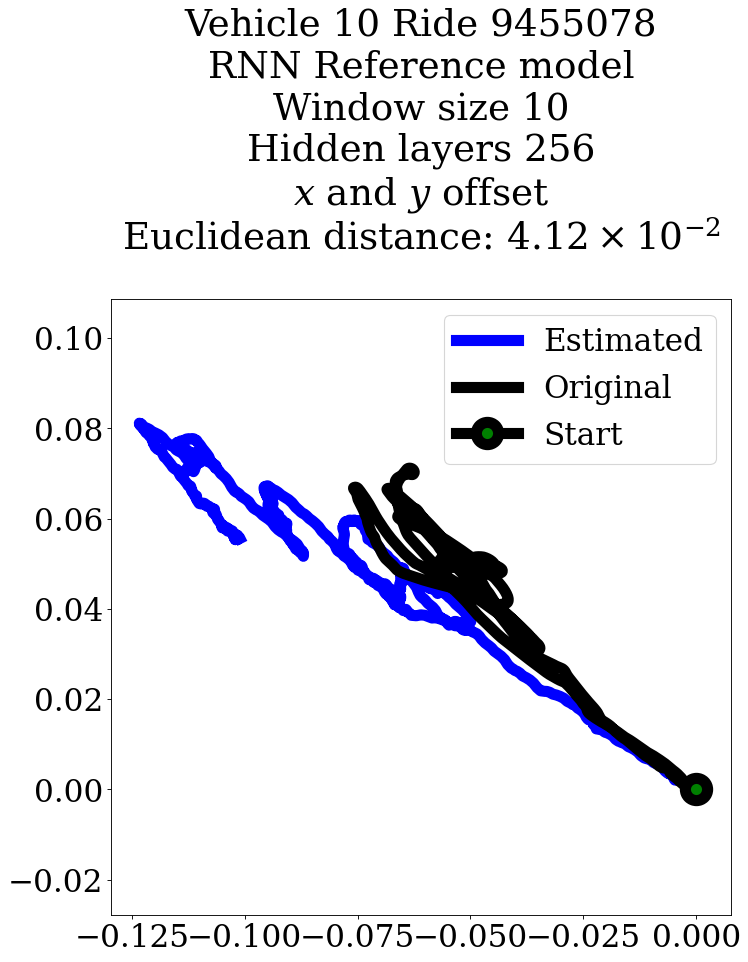 Vehicle 10 Ride 9455078
RNN Reference model
Window size 10
Hidden layers 256
x and y offset
Euclidean distance: 4.12 × 10⁻²
Estimated
Original
Start
0.10
0.08
0.06
0.04
0.02
0.00
−0.02
−0.125 −0.100 −0.075 −0.050 −0.025 0.000